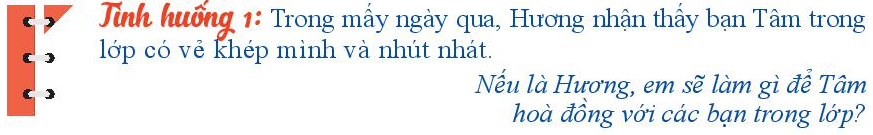 Tình huống 1: Trong mấy ngày qua, Hương nhận thấy bạn Tâm trong
lớp có vẻ khép mình và nhút nhát.
Nếu là Hương, em sẽ làm gì để Tâm
hoà đồng với các bạn trong lớp?